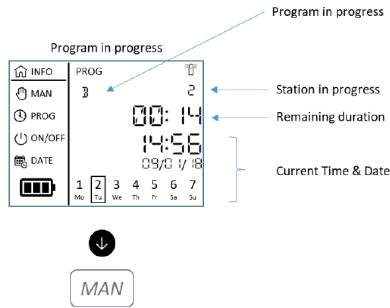 Program in progress
Program in progress
INFO PROG
MAN B 2 Station in progress
PROG 00:14 Remaining duration
ON/OFF 14:56
DATE 09/01/18 Current Time & Date
1 2 3 4 5 6 7
Mo Tu We Th Fr Sa Su
MAN